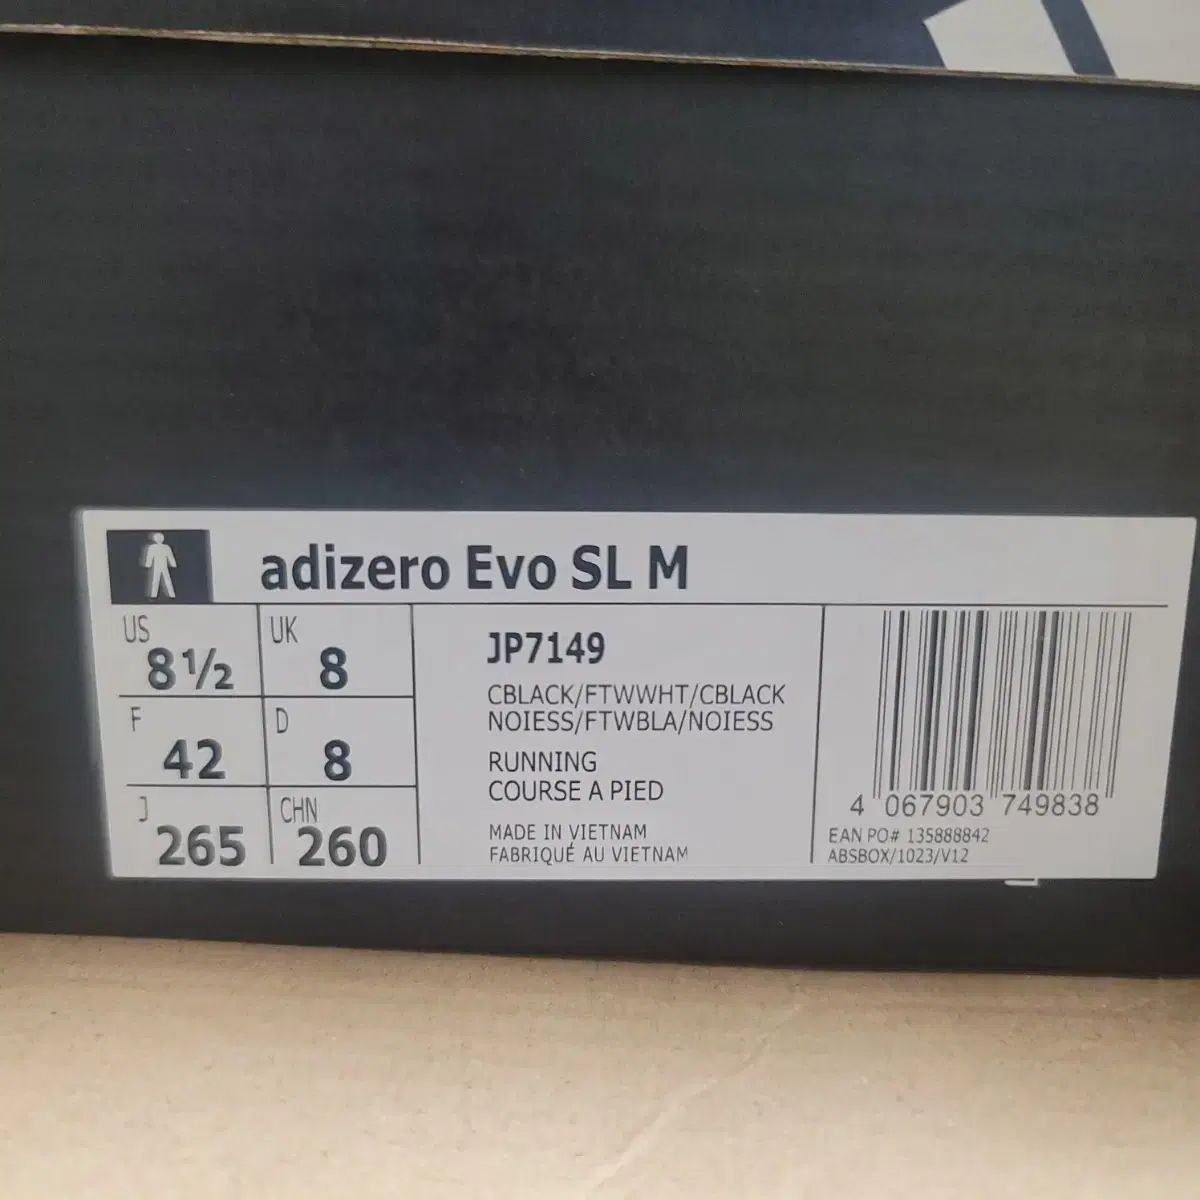 adizero Evo SL M
US
8½
UK
8
F
42
D
8
J
265
CHN
260
JP7149
CBLACK/FTWWHT/CBLACK
NOIESS/FTWBLA/NOIESS
RUNNING
COURSE A PIED
MADE IN VIETNAM
FABRIQUÉ AU VIETNAM
4 067903 749838
EAN PO# 135888842
ABSBOX/1023/V12